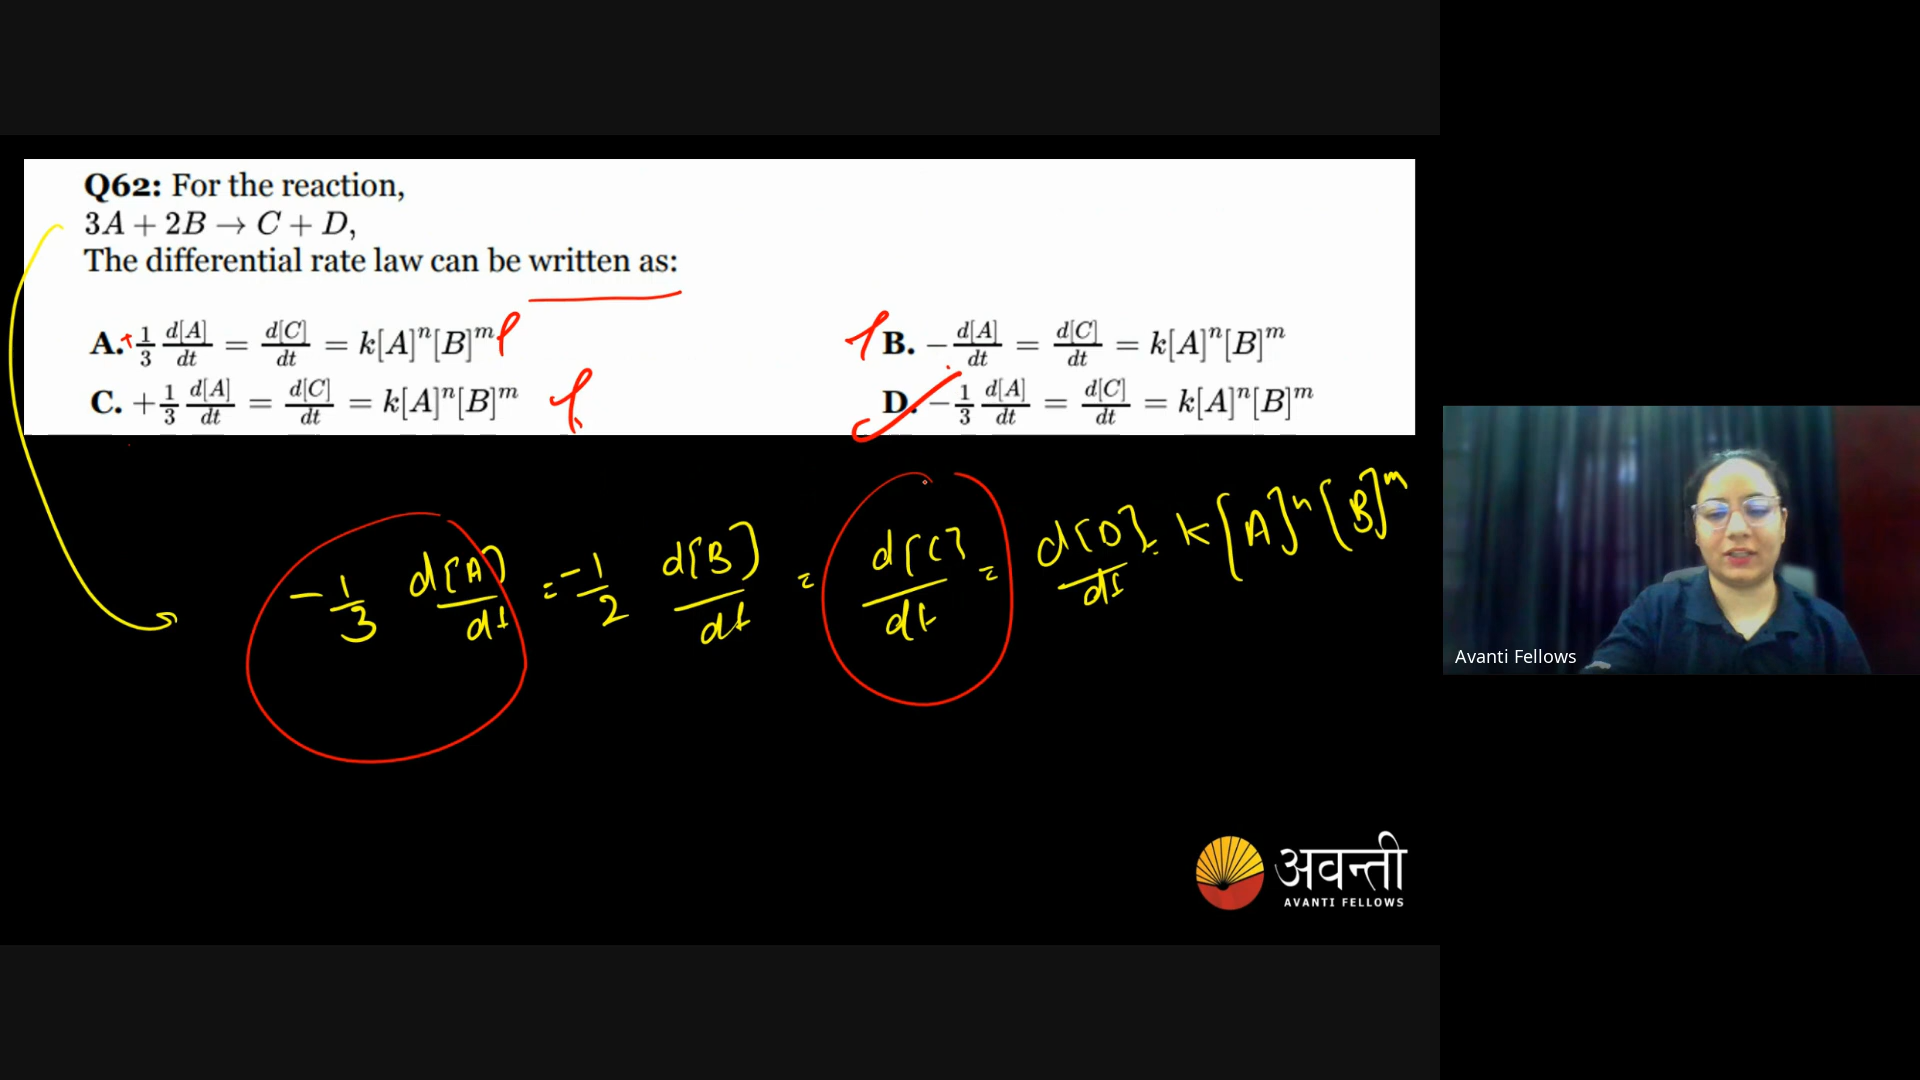 Q62: For the reaction,
3A + 2B → C + D,
The differential rate law can be written as:
A. + 1/3 d[A]/dt = d[C]/dt = k[A]ⁿ[B]ᵐ
B. − d[A]/dt = d[C]/dt = k[A]ⁿ[B]ᵐ
C. + 1/3 d[A]/dt = d[C]/dt = k[A]ⁿ[B]ᵐ
D. − 1/3 d[A]/dt = d[C]/dt = k[A]ⁿ[B]ᵐ
− 1/3 d[A]/dt = − 1/2 d[B]/dt = d[C]/dt = d[D]/dt = k[A]ⁿ[B]ᵐ
Avanti Fellows
अवन्ती
AVANTI FELLOWS